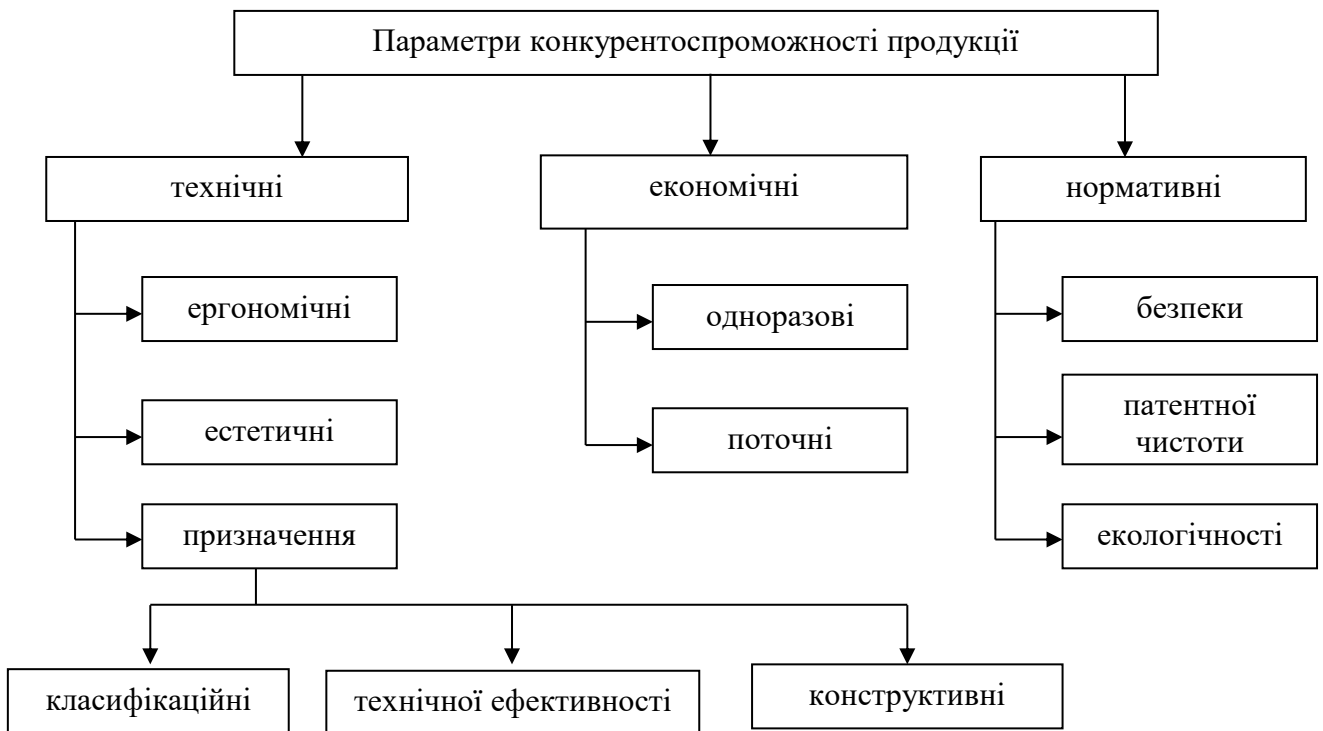 Параметри конкурентоспроможності продукції
технічні
економічні
нормативні
ергономічні
одноразові
безпеки
естетичні
поточні
патентної
чистоти
призначення
екологічності
класифікаційні
технічної ефективності
конструктивні